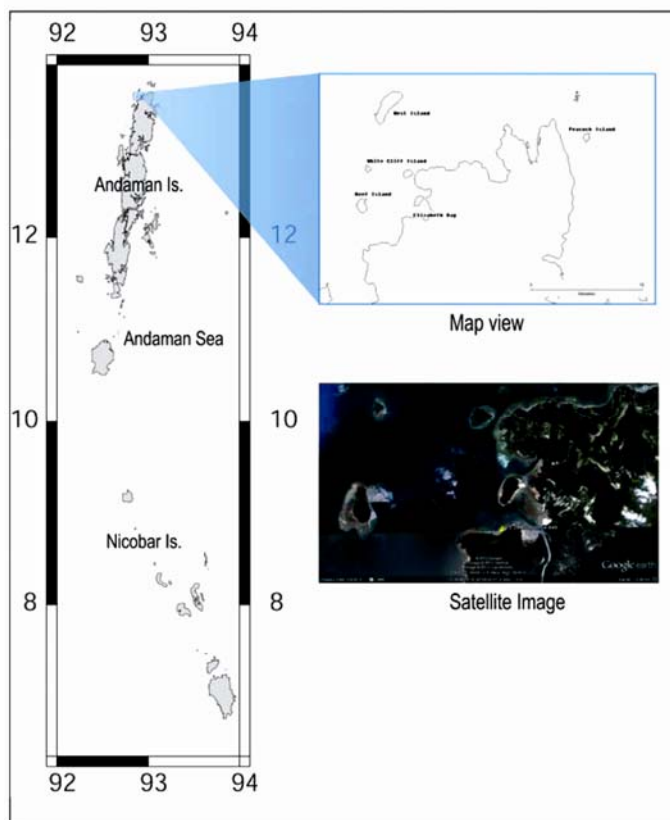 92 93 94
West Island
Peacock Island
White Cliff Island
Reef Island
Elizabeth Bay
Andaman Is.
12 12
Map view
Andaman Sea
10 10
Nicobar Is.
Google earth
8 8
Satellite Image
92 93 94